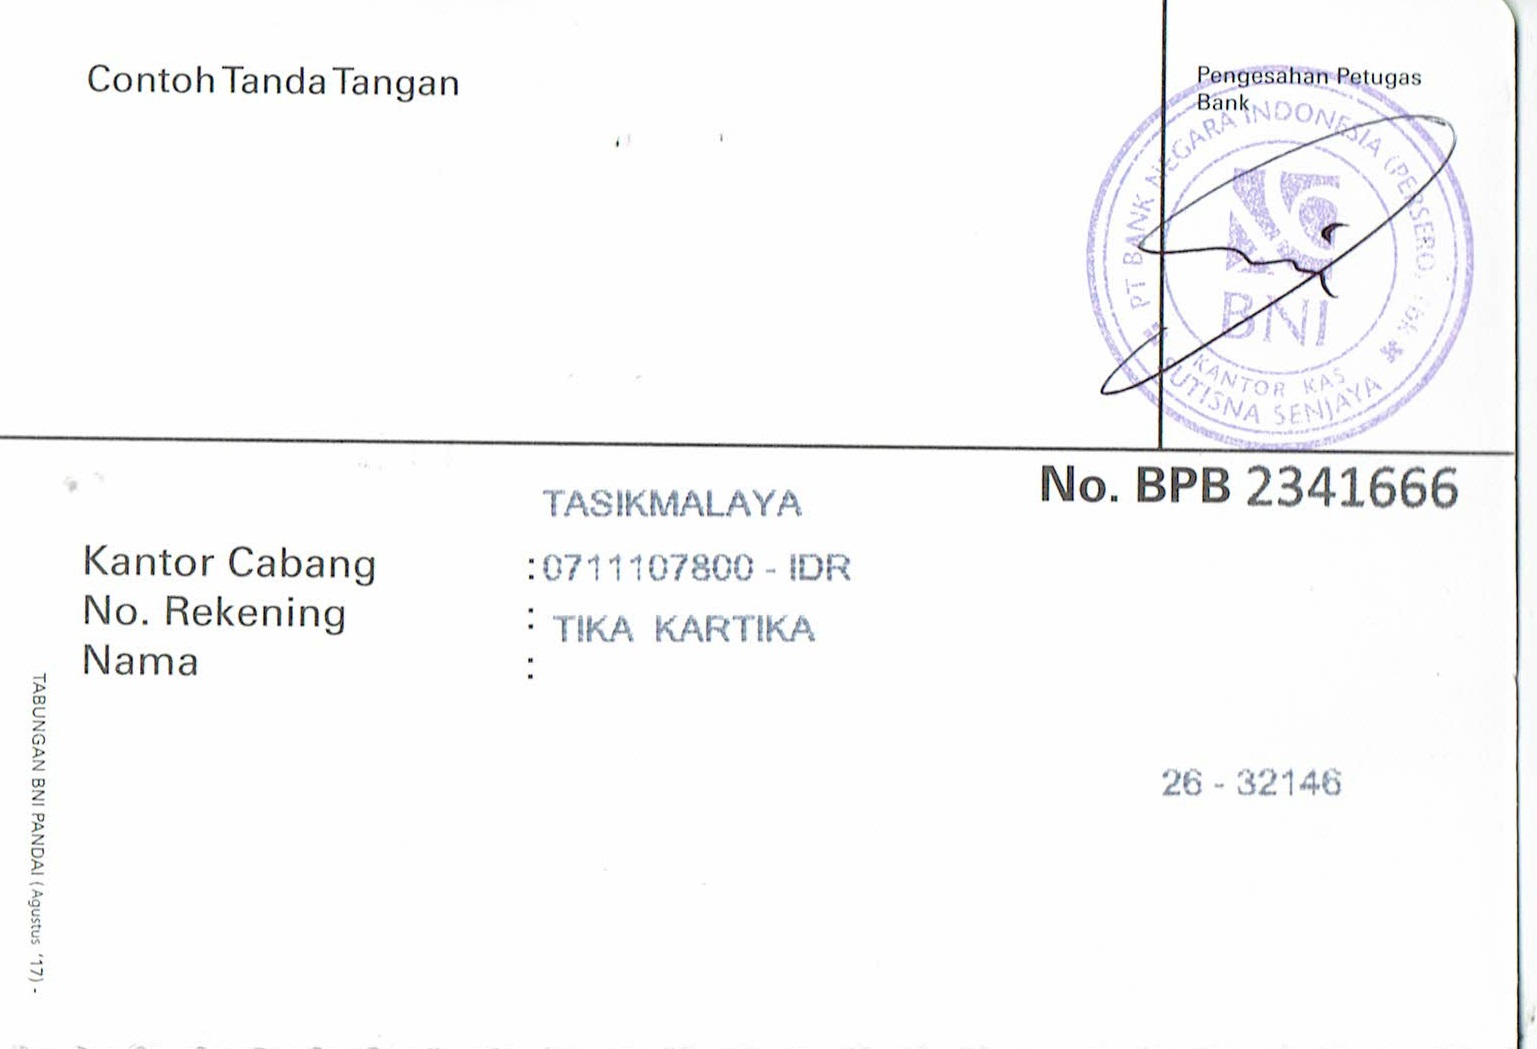 Contoh Tanda Tangan
Pengesahan Petugas
Bank
PT BANK NEGARA INDONESIA (PERSERO) Tbk
BNI
KANTOR KAS
SUTISNA SENJAYA
No. BPB 2341666
TASIKMALAYA
Kantor Cabang :0711107800 - IDR
No. Rekening : TIKA KARTIKA
Nama :
26 - 32146
TABUNGAN BNI PANDAI (Agustus '17) -